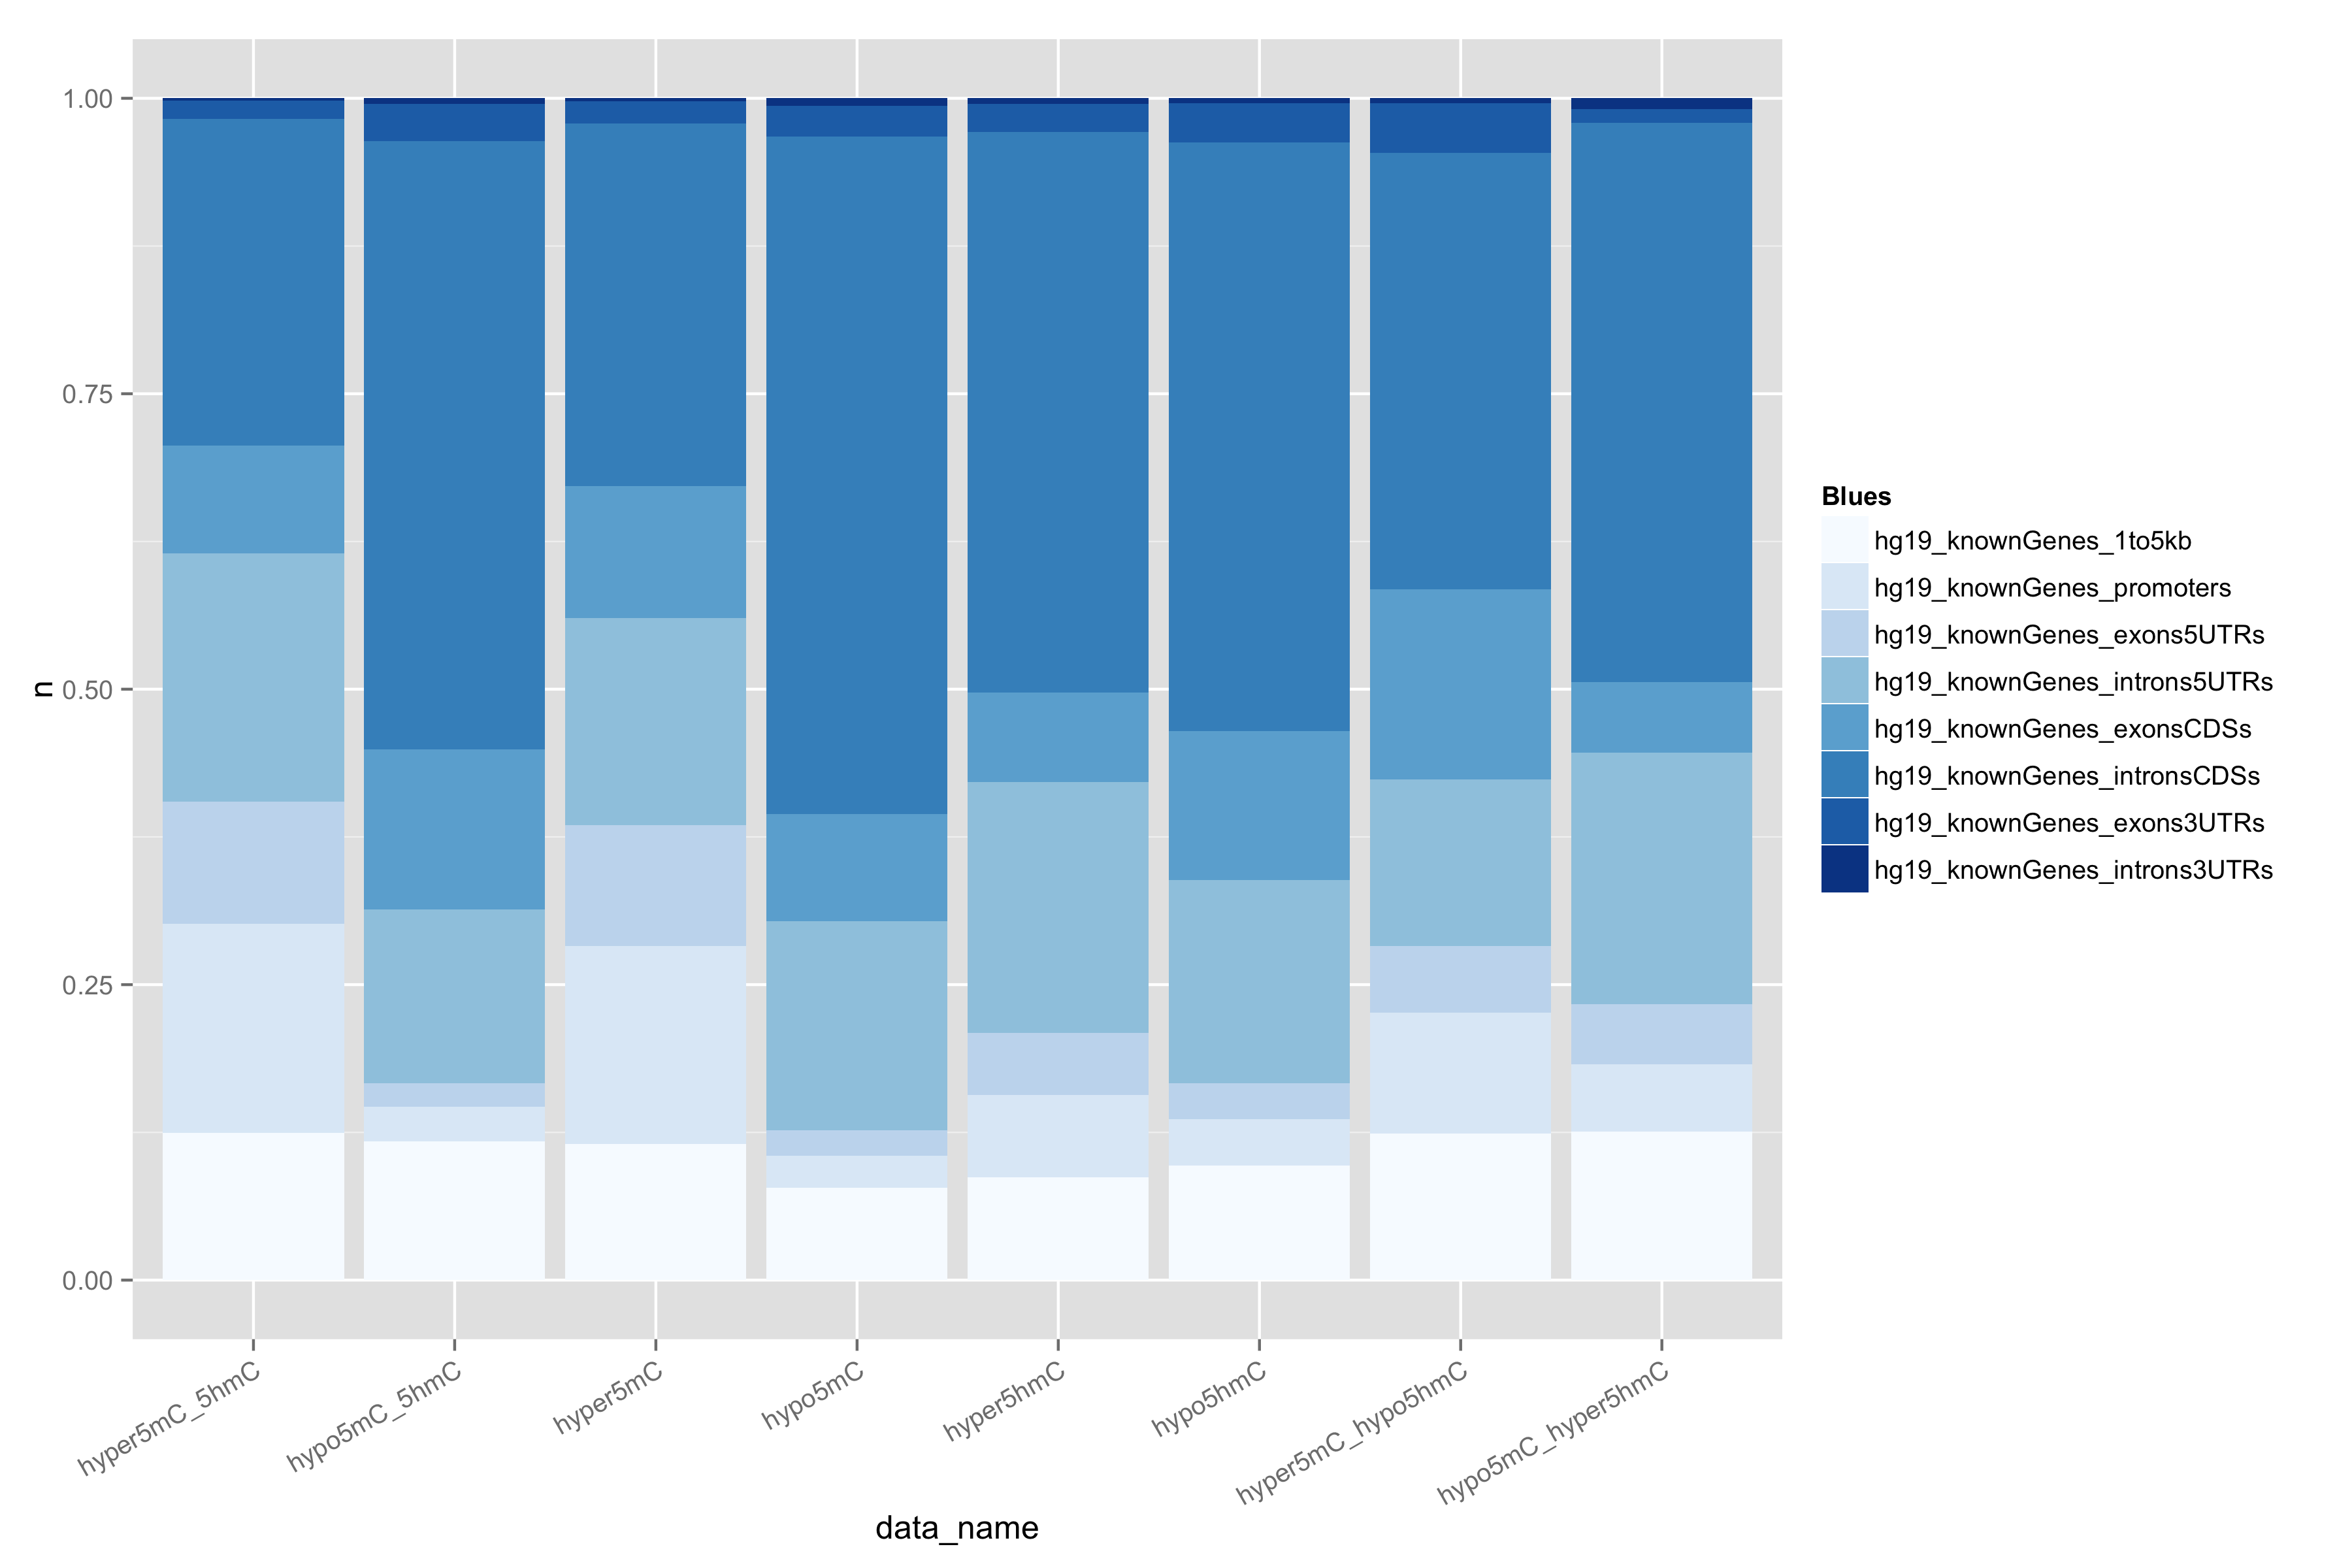 1.00
0.75
0.50
0.25
0.00
n
hyper5mC_5hmC
hypo5mC_5hmC
hyper5mC
hypo5mC
hyper5hmC
hypo5hmC
hyper5mC_hypo5hmC
hypo5mC_hyper5hmC
data_name
Blues
hg19_knownGenes_1to5kb
hg19_knownGenes_promoters
hg19_knownGenes_exons5UTRs
hg19_knownGenes_introns5UTRs
hg19_knownGenes_exonsCDSs
hg19_knownGenes_intronsCDSs
hg19_knownGenes_exons3UTRs
hg19_knownGenes_introns3UTRs